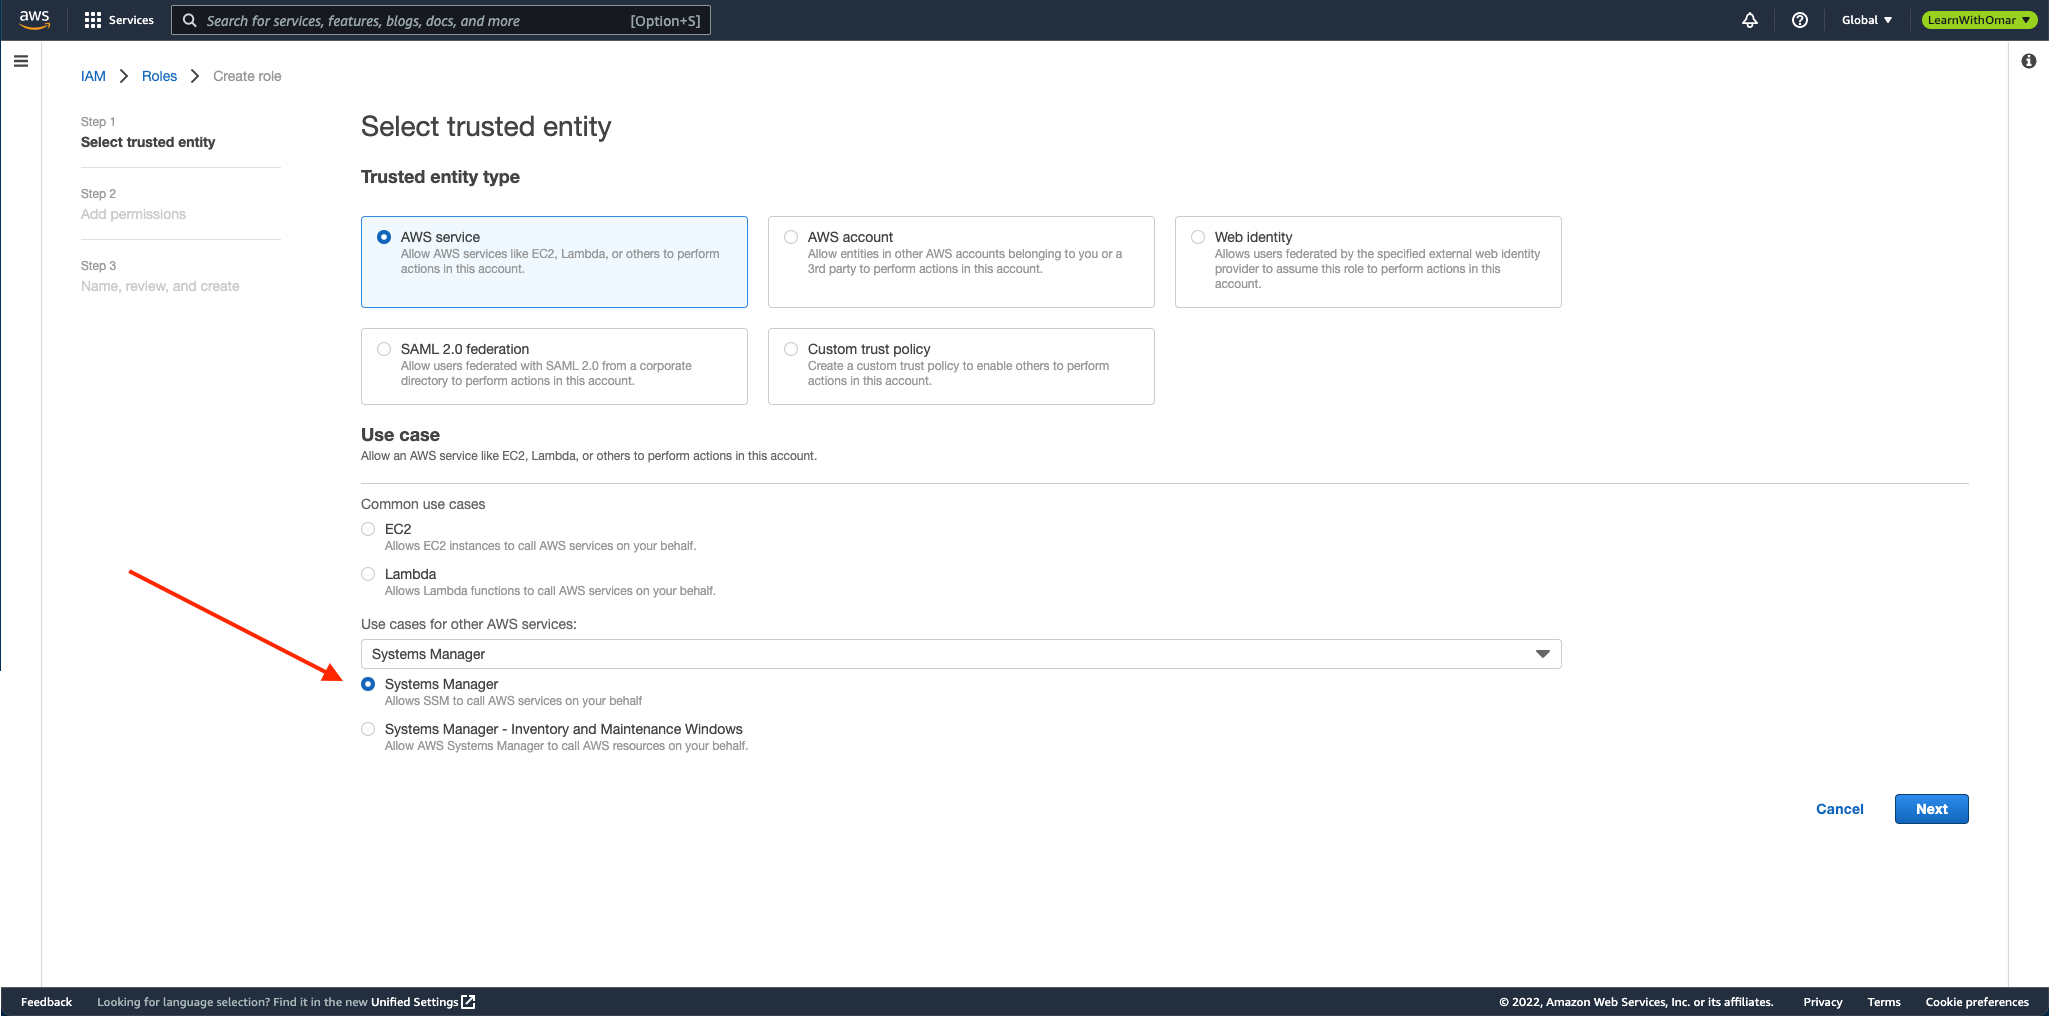 aws Services Search for services, features, blogs, docs, and more [Option+S] Global LearnWithOmar
IAM Roles Create role
Step 1
Select trusted entity
Step 2
Add permissions
Step 3
Name, review, and create
Select trusted entity
Trusted entity type
AWS service
Allow AWS services like EC2, Lambda, or others to perform
actions in this account.
AWS account
Allow entities in other AWS accounts belonging to you or a
3rd party to perform actions in this account.
Web identity
Allows users federated by the specified external web identity
provider to assume this role to perform actions in this
account.
SAML 2.0 federation
Allow users federated with SAML 2.0 from a corporate
directory to perform actions in this account.
Custom trust policy
Create a custom trust policy to enable others to perform
actions in this account.
Use case
Allow an AWS service like EC2, Lambda, or others to perform actions in this account.
Common use cases
EC2
Allows EC2 instances to call AWS services on your behalf.
Lambda
Allows Lambda functions to call AWS services on your behalf.
Use cases for other AWS services:
Systems Manager
Systems Manager
Allows SSM to call AWS services on your behalf
Systems Manager - Inventory and Maintenance Windows
Allow AWS Systems Manager to call AWS resources on your behalf.
Cancel Next
Feedback Looking for language selection? Find it in the new Unified Settings © 2022, Amazon Web Services, Inc. or its affiliates. Privacy Terms Cookie preferences